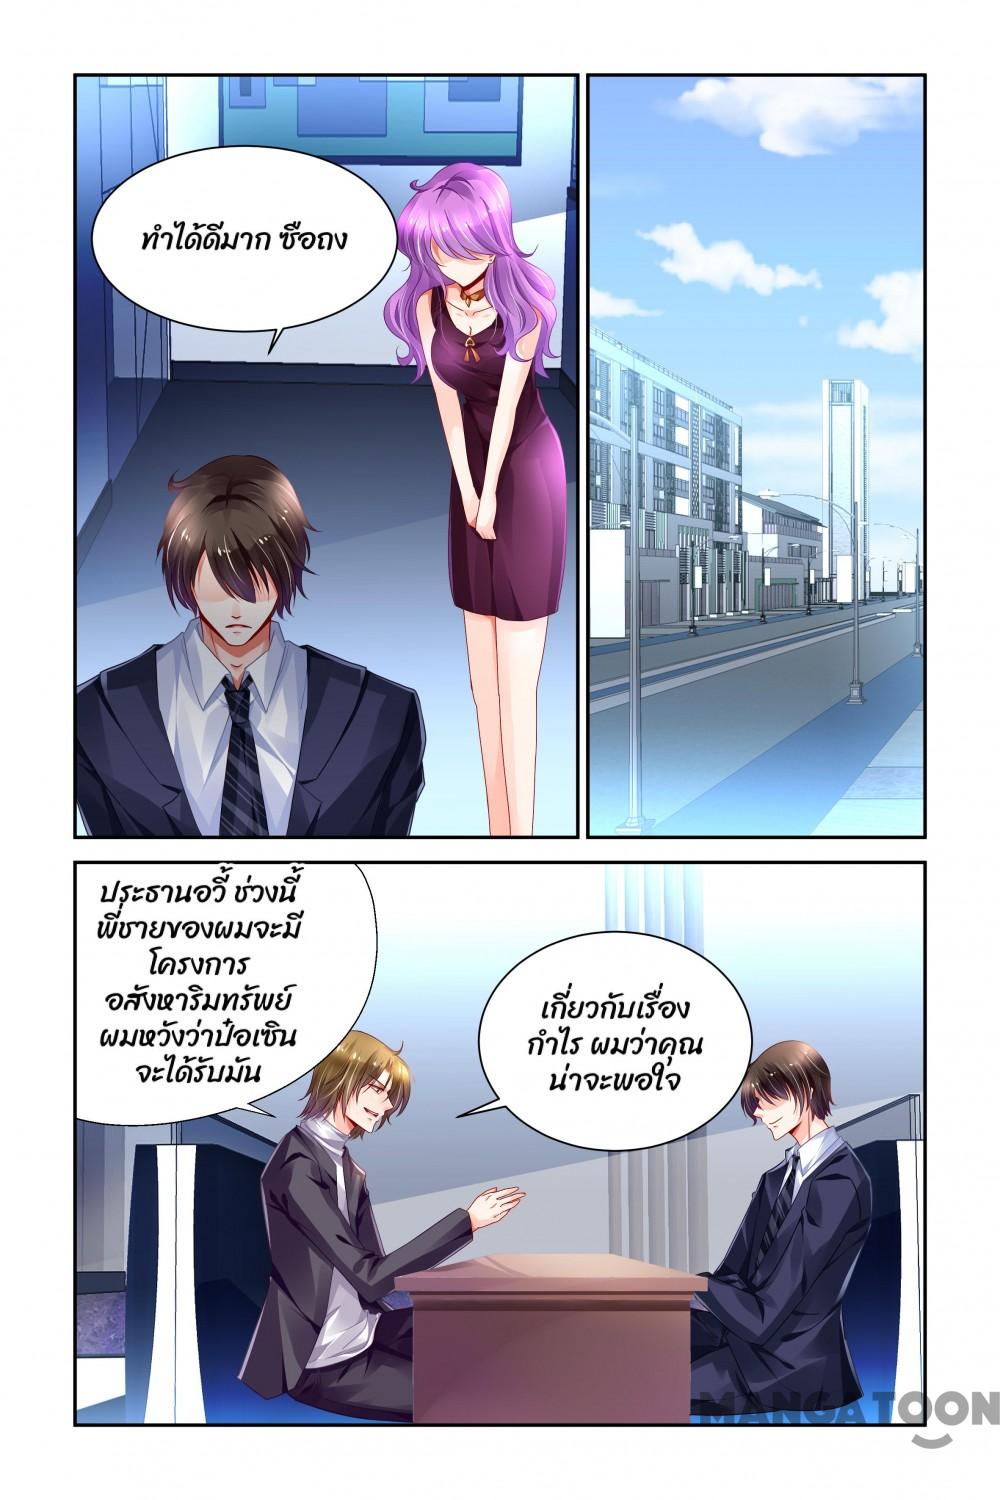 ทำได้ดีมาก ซือถง
ประธานอวี้ ช่วงนี้
พี่ชายของผมจะมี
โครงการ
อสังหาริมทรัพย์
ผมหวังว่าป๋อเซิน
จะได้รับมัน
เกี่ยวกับเรื่อง
กำไร ผมว่าคุณ
น่าจะพอใจ
MANGATOON